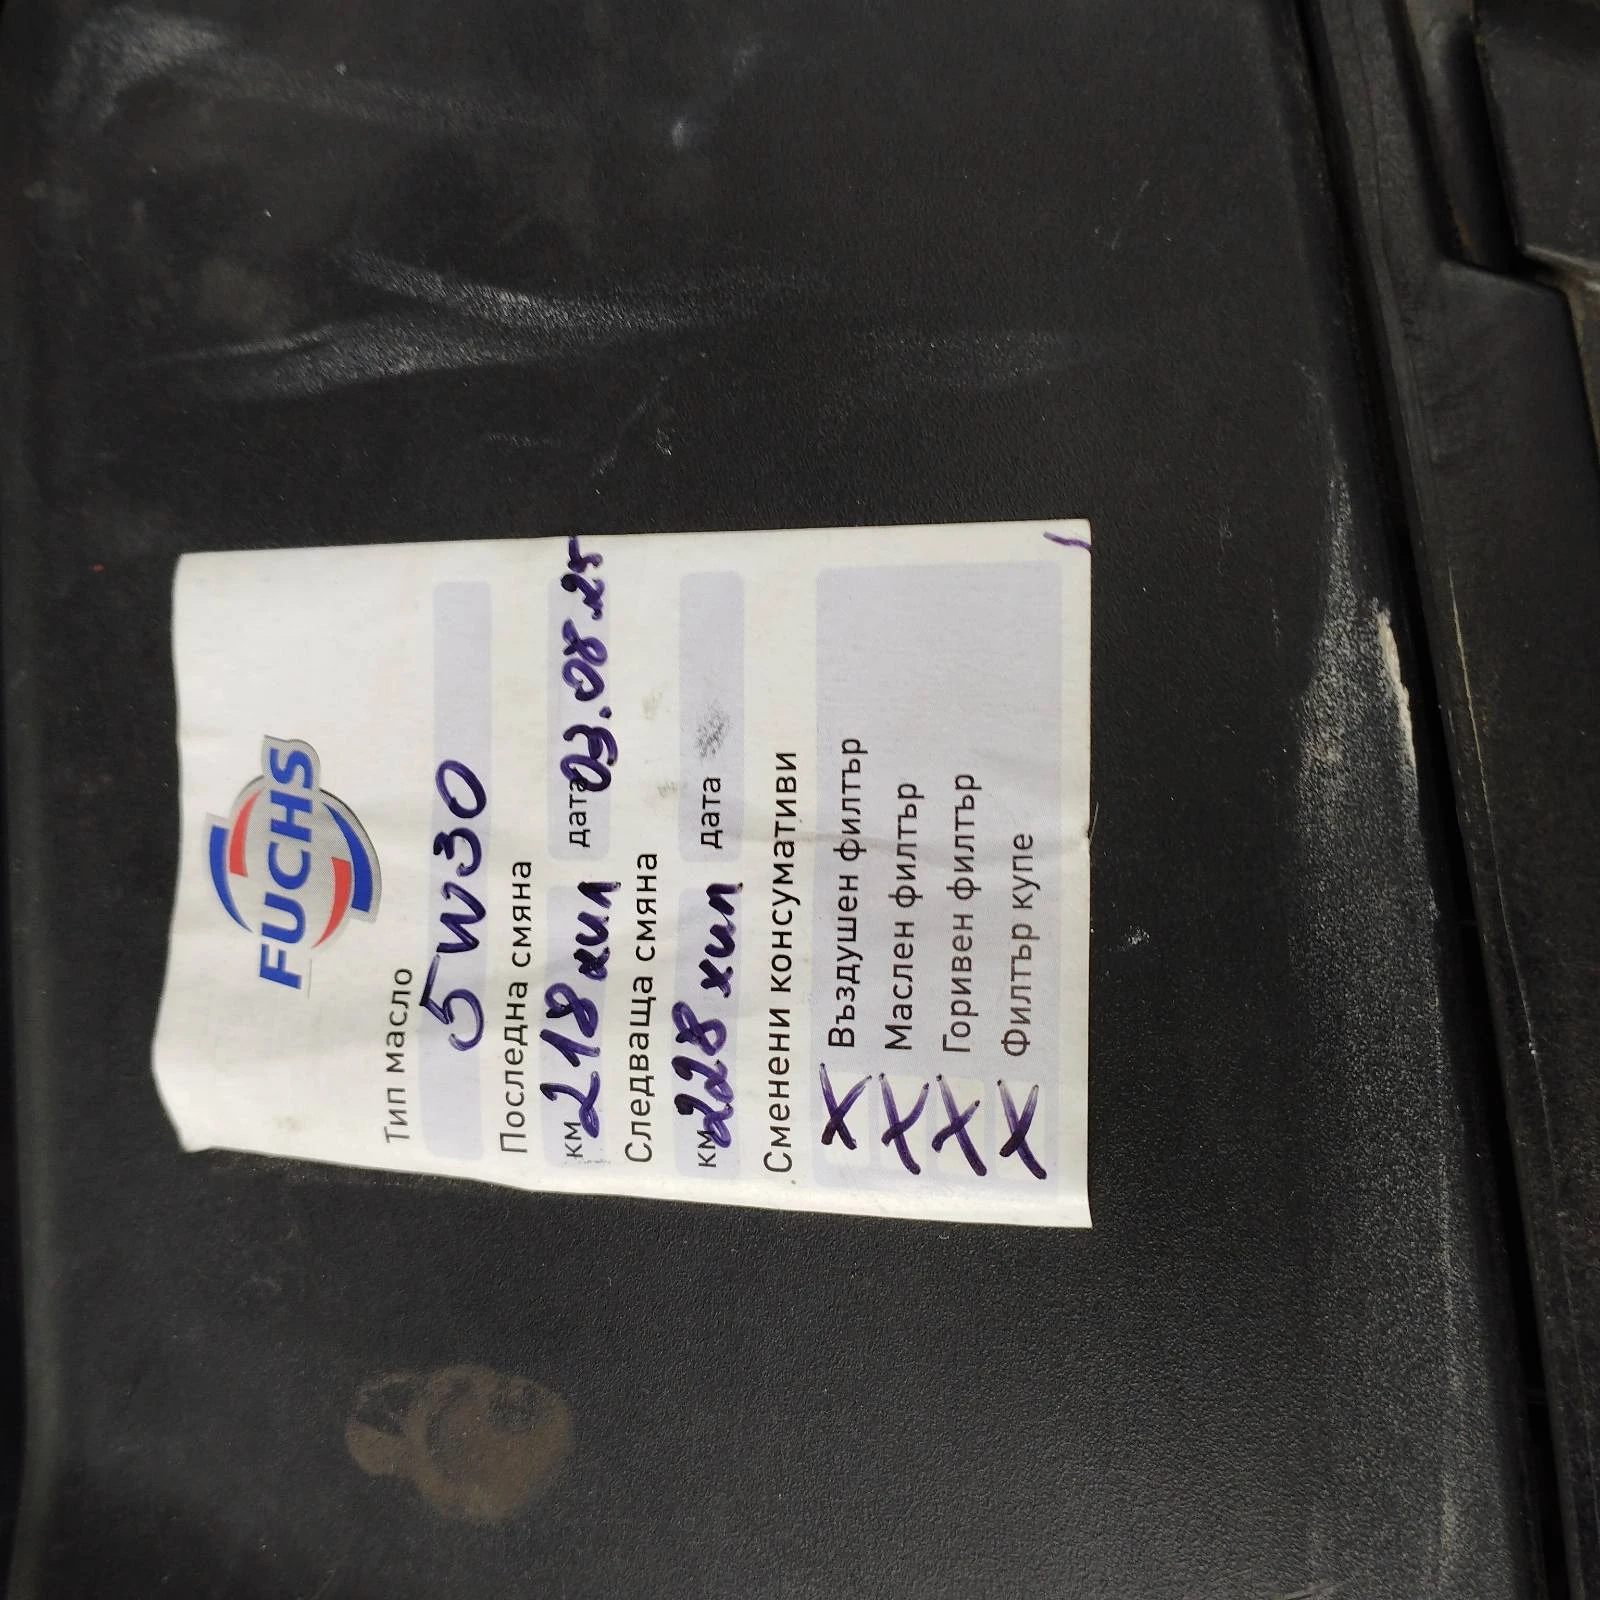 FUCHS
Тип масло
5W30
Последна смяна
км 218 хил дата 03.08.25
Следваща смяна
км 228 хил дата
Сменени консумативи
X Въздушен филтър
X Маслен филтър
X Горивен филтър
X Филтър купе